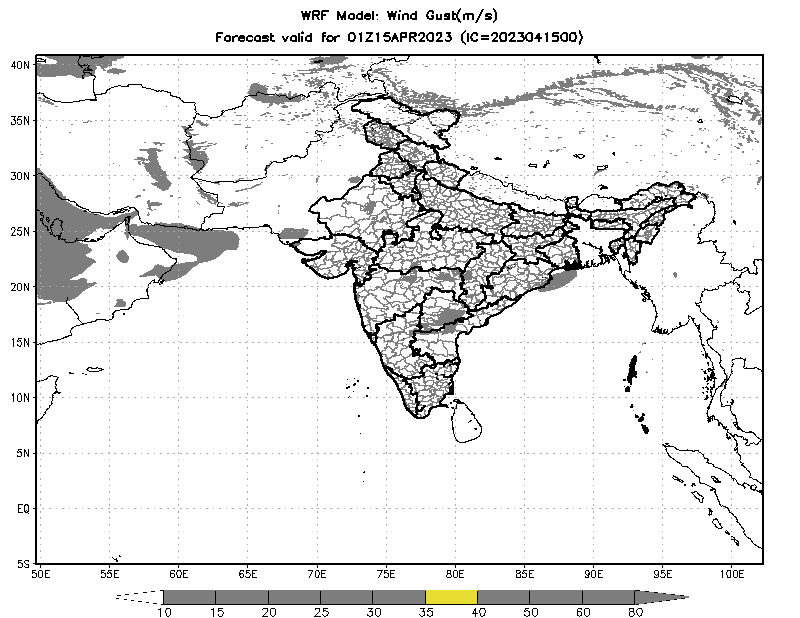 WRF Model: Wind Gust(m/s)
Forecast valid for 01Z15APR2023 (IC=2023041500)
40N
35N
30N
25N
20N
15N
10N
5N
EQ
5S
50E 55E 60E 65E 70E 75E 80E 85E 90E 95E 100E
10 15 20 25 30 35 40 50 60 80